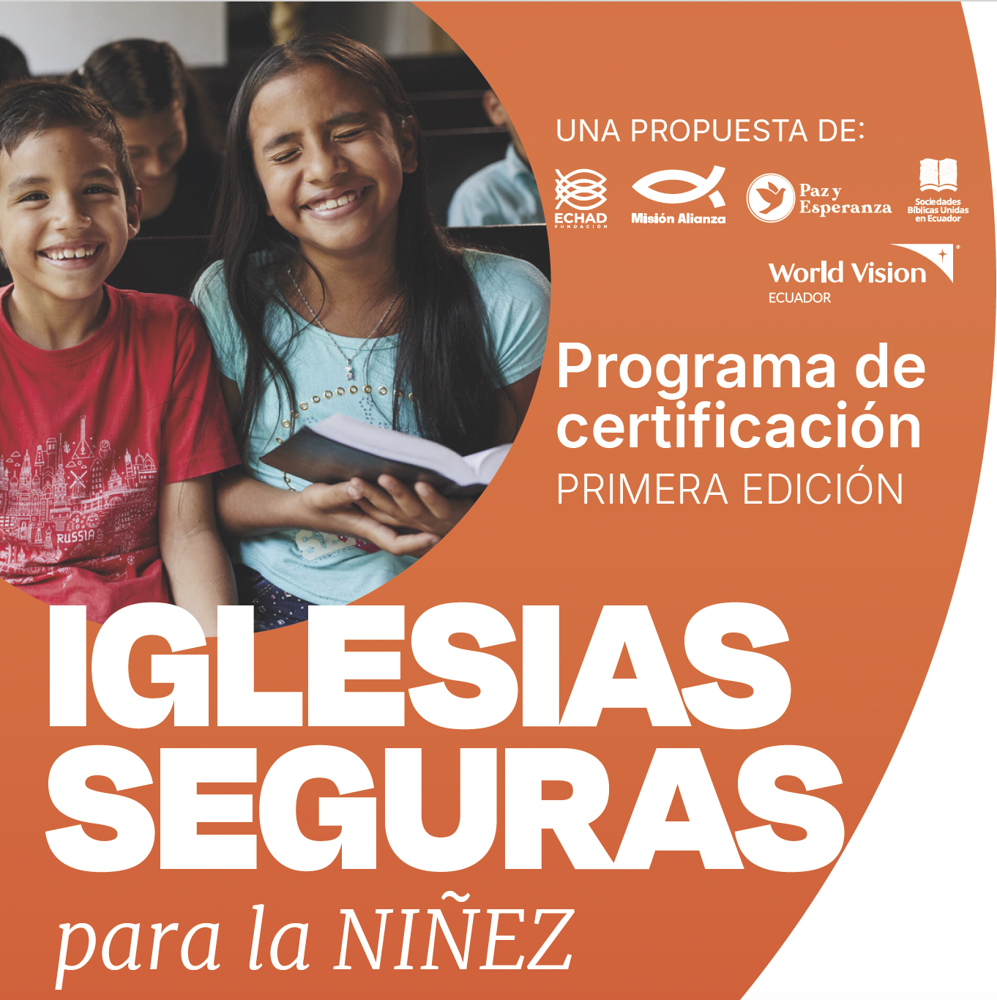 UNA PROPUESTA DE:
ECHAD
FUNDACIÓN
Misión Alianza
Paz y
Esperanza
Sociedades
Bíblicas Unidas
en Ecuador
World Vision®
ECUADOR
Programa de
certificación
PRIMERA EDICIÓN
RUSSIA
IGLESIAS
SEGURAS
para la NIÑEZ